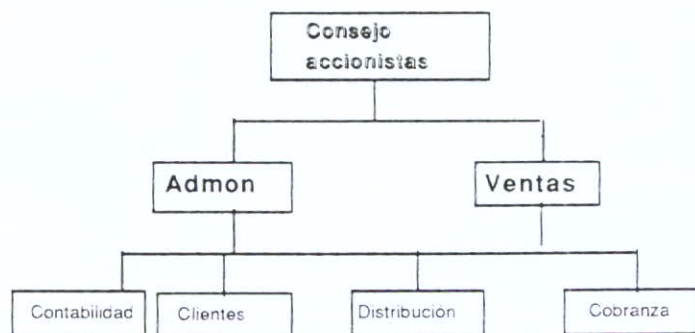 Consejo
accionistas
Admon
Ventas
Contabilidad
Clientes
Distribución
Cobranza